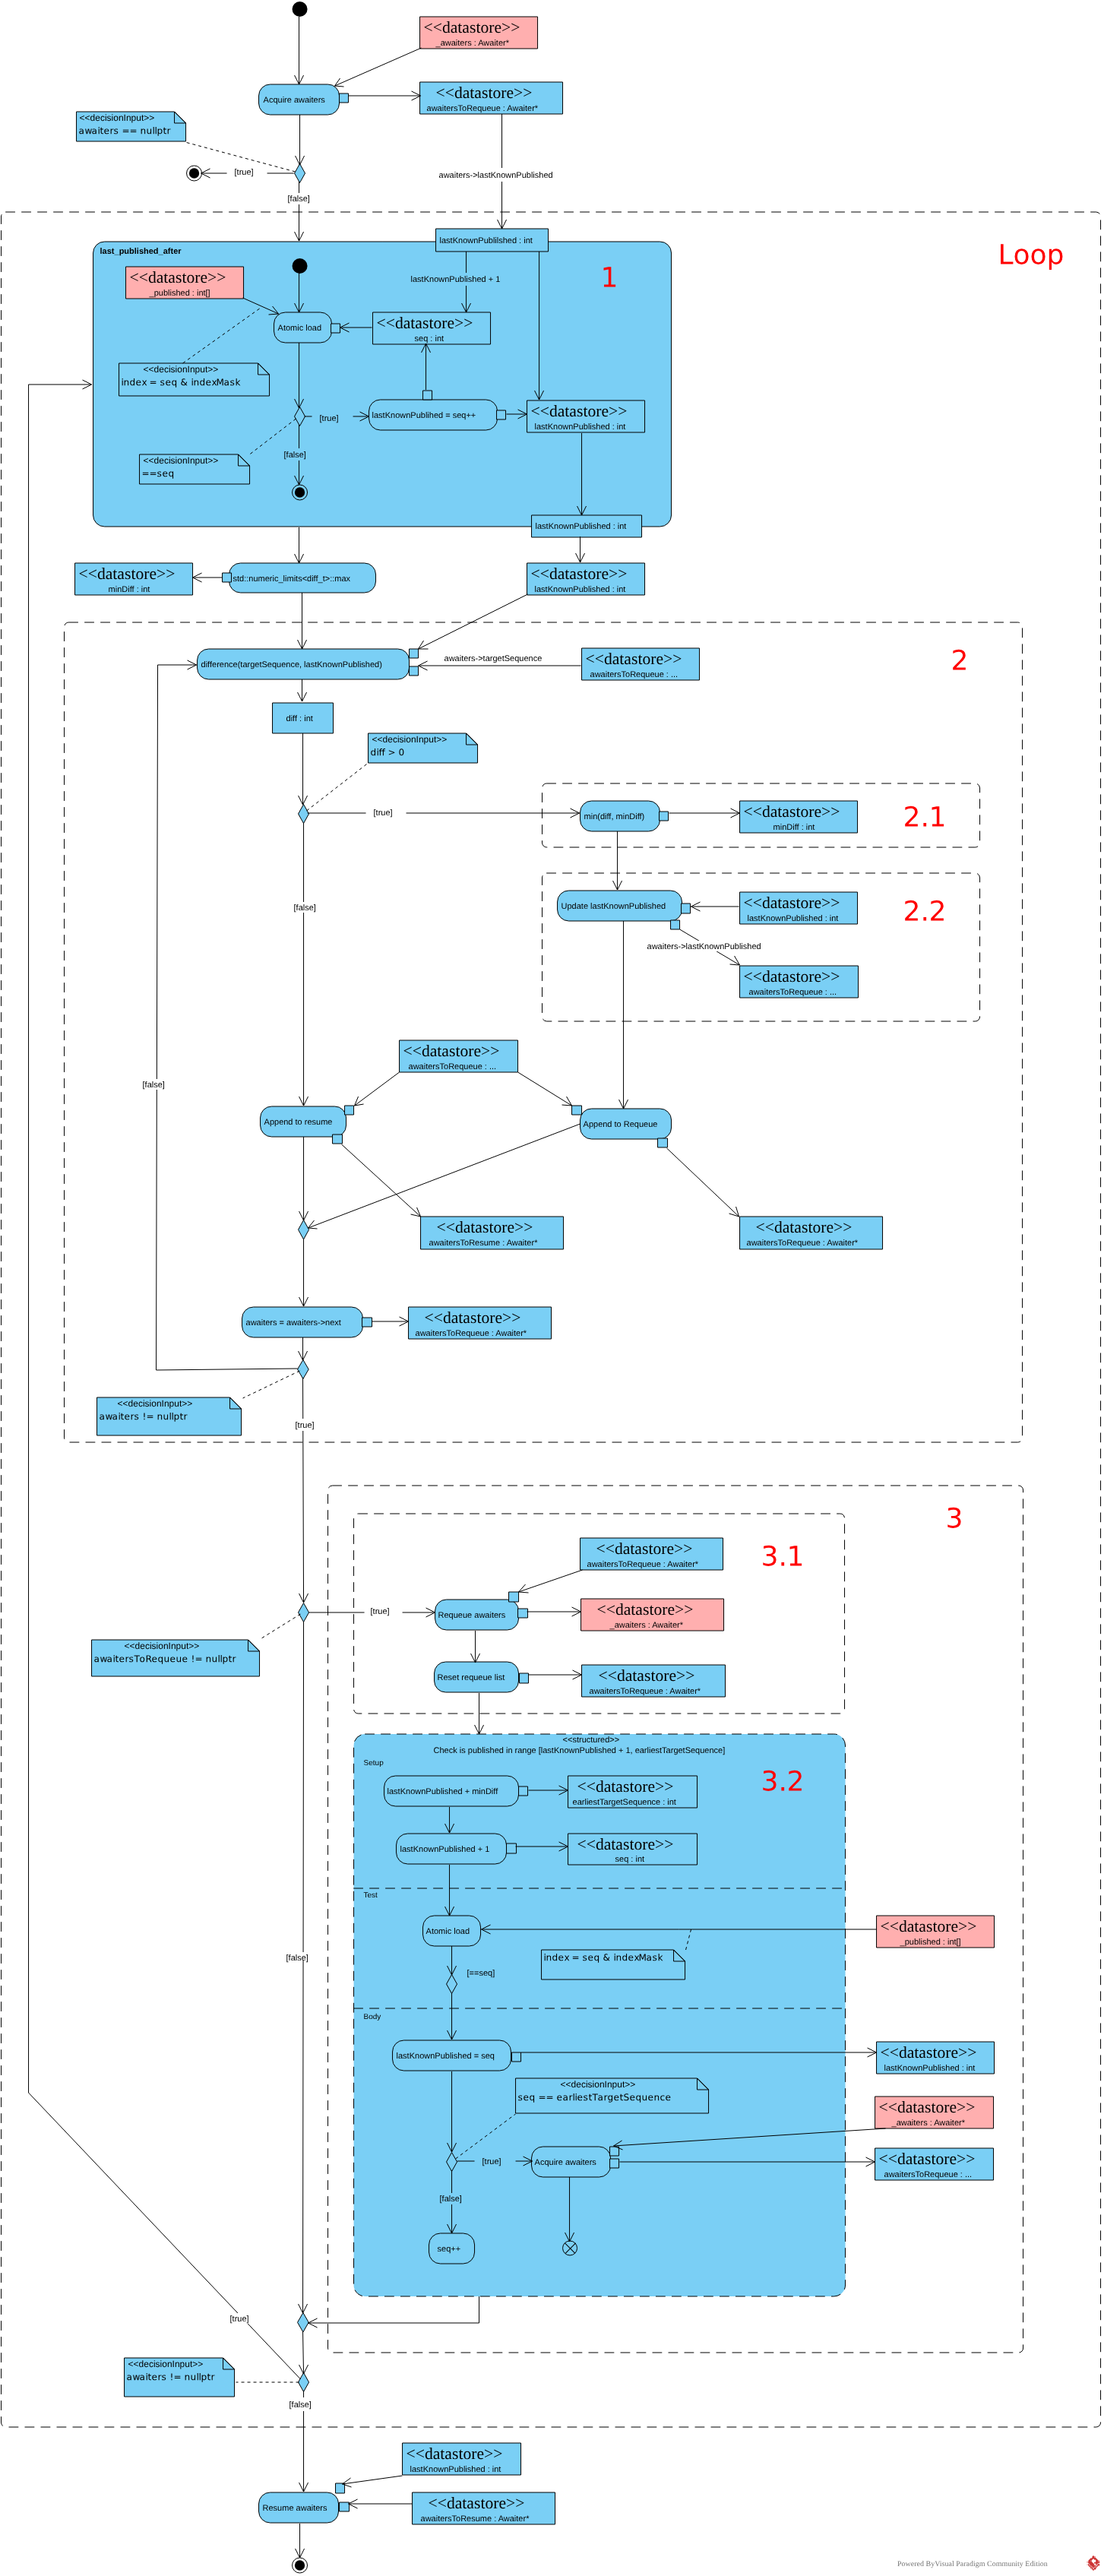 <<datastore>>
_awaiters : Awaiter*
Acquire awaiters
<<datastore>>
awaitersToRequeue : Awaiter*
<<decisionInput>>
awaiters == nullptr
[true]
awaiters->lastKnownPublished
[false]
Loop
last_published_after
lastKnownPublilshed : int
1
<<datastore>>
_published : int[]
lastKnownPublished + 1
Atomic load
<<datastore>>
seq : int
<<decisionInput>>
index = seq & indexMask
[true]
lastKnownPublihed = seq++
<<datastore>>
lastKnownPublished : int
[false]
<<decisionInput>>
==seq
lastKnownPublished : int
<<datastore>>
minDiff : int
std::numeric_limits<diff_t>::max
<<datastore>>
lastKnownPublished : int
2
difference(targetSequence, lastKnownPublished)
awaiters->targetSequence
<<datastore>>
awaitersToRequeue : ...
diff : int
<<decisionInput>>
diff > 0
[true]
min(diff, minDiff)
<<datastore>>
minDiff : int
2.1
[false]
Update lastKnownPublished
<<datastore>>
lastKnownPublished : int
2.2
awaiters->lastKnownPublished
<<datastore>>
awaitersToRequeue : ...
<<datastore>>
awaitersToRequeue : ...
[false]
Append to resume
Append to Requeue
<<datastore>>
awaitersToResume : Awaiter*
<<datastore>>
awaitersToRequeue : Awaiter*
awaiters = awaiters->next
<<datastore>>
awaitersToRequeue : Awaiter*
<<decisionInput>>
awaiters != nullptr
[true]
3
3.1
<<datastore>>
awaitersToRequeue : Awaiter*
[true]
Requeue awaiters
<<datastore>>
_awaiters : Awaiter*
<<decisionInput>>
awaitersToRequeue != nullptr
Reset requeue list
<<datastore>>
awaitersToRequeue : Awaiter*
<<structured>>
Check is published in range [lastKnownPublished + 1, earliestTargetSequence]
Setup
3.2
lastKnownPublished + minDiff
<<datastore>>
earliestTargetSequence : int
lastKnownPublished + 1
<<datastore>>
seq : int
Test
Atomic load
<<datastore>>
_published : int[]
[false]
index = seq & indexMask
[==seq]
Body
lastKnownPublished = seq
<<datastore>>
lastKnownPublished : int
<<decisionInput>>
seq == earliestTargetSequence
<<datastore>>
_awaiters : Awaiter*
[true]
Acquire awaiters
<<datastore>>
awaitersToRequeue : ...
[false]
seq++
[true]
<<decisionInput>>
awaiters != nullptr
[false]
<<datastore>>
lastKnownPublished : int
Resume awaiters
<<datastore>>
awaitersToResume : Awaiter*
Powered ByVisual Paradigm Community Edition